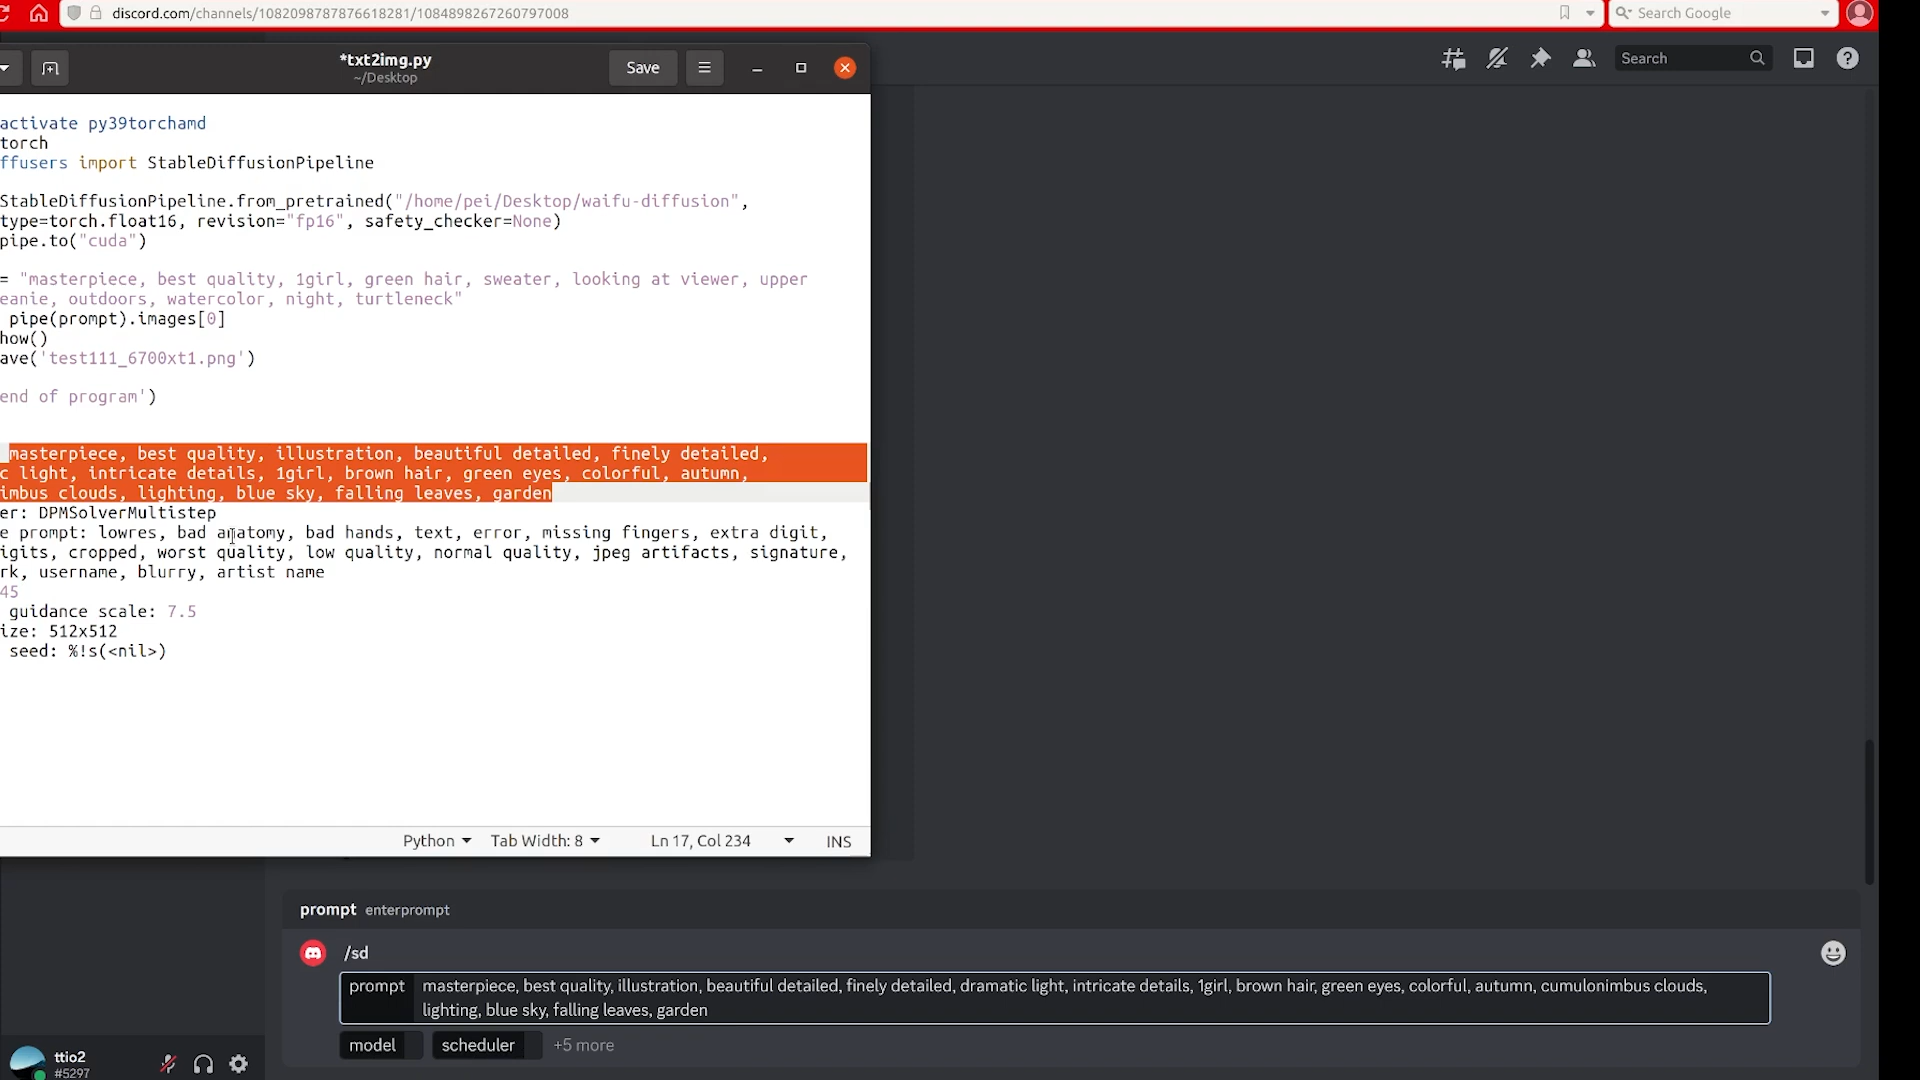 discord.com/channels/1082098787876618281/1084898267260797008
Search Google
*txt2img.py
~/Desktop
Save
Search
activate py39torchamd
torch
ffusers import StableDiffusionPipeline
StableDiffusionPipeline.from_pretrained("/home/pei/Desktop/waifu-diffusion",
type=torch.float16, revision="fp16", safety_checker=None)
pipe.to("cuda")
= "masterpiece, best quality, 1girl, green hair, sweater, looking at viewer, upper
eanie, outdoors, watercolor, night, turtleneck"
pipe(prompt).images[0]
how()
ave('test111_6700xt1.png')
end of program')
masterpiece, best quality, illustration, beautiful detailed, finely detailed,
c light, intricate details, 1girl, brown hair, green eyes, colorful, autumn,
imbus clouds, lighting, blue sky, falling leaves, garden
er: DPMSolverMultistep
e prompt: lowres, bad anatomy, bad hands, text, error, missing fingers, extra digit,
igits, cropped, worst quality, low quality, normal quality, jpeg artifacts, signature,
rk, username, blurry, artist name
45
guidance scale: 7.5
ize: 512x512
seed: %!s(<nil>)
Python Tab Width: 8 Ln 17, Col 234 INS
prompt enterprompt
/sd
prompt masterpiece, best quality, illustration, beautiful detailed, finely detailed, dramatic light, intricate details, 1girl, brown hair, green eyes, colorful, autumn, cumulonimbus clouds,
lighting, blue sky, falling leaves, garden
model scheduler +5 more
ttio2
#5297